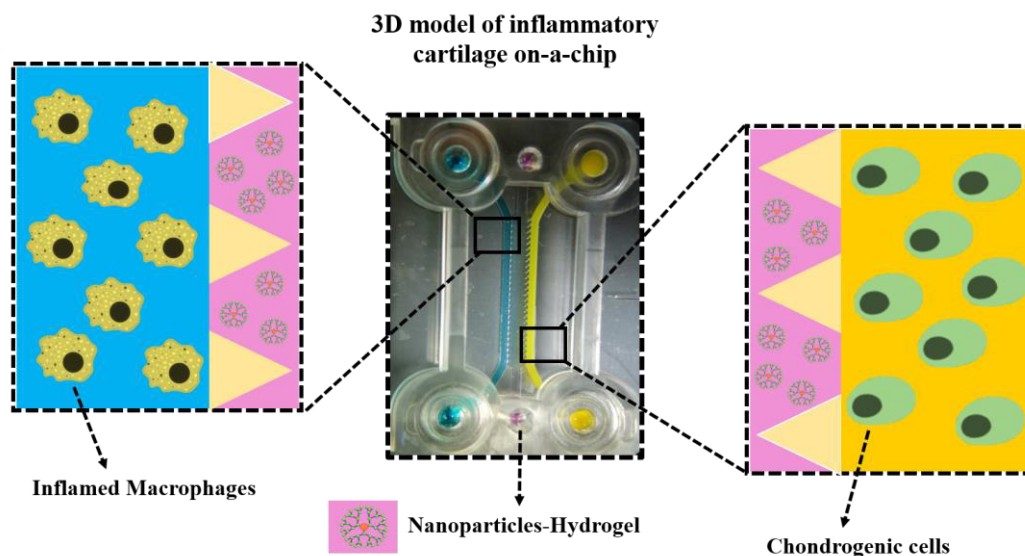 3D model of inflammatory
cartilage on-a-chip
Inflamed Macrophages
Nanoparticles-Hydrogel
Chondrogenic cells